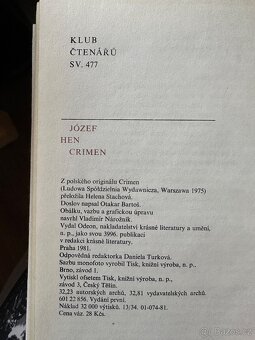 KLUB
ČTENÁŘŮ
SV. 477
JÓZEF
HEN
CRIMEN
Z polského originálu Crimen
(Ludowa Spółdzielnia Wydawnicza, Warszawa 1975)
přeložila Helena Stachová.
Doslov napsal Otakar Bartoš.
Obálku, vazbu a grafickou úpravu
navrhl Vladimír Nárožník.
Vydal Odeon, nakladatelství krásné literatury a umění,
n. p., jako svou 3996. publikaci
v redakci krásné literatury.
Praha 1981.
Odpovědná redaktorka Daniela Turková.
Sazbu monofoto vyrobil Tisk, knižní výroba, n. p.,
Brno, závod 1.
Vytiskl ofsetem Tisk, knižní výroba, n. p.,
závod 3, Český Těšín.
32,23 autorských archů, 32,81 vydavatelských archů.
601 22 856. Vydání první.
Náklad 32 000 výtisků. 13/34. 01-074-81.
Cena váz. 28 Kčs.